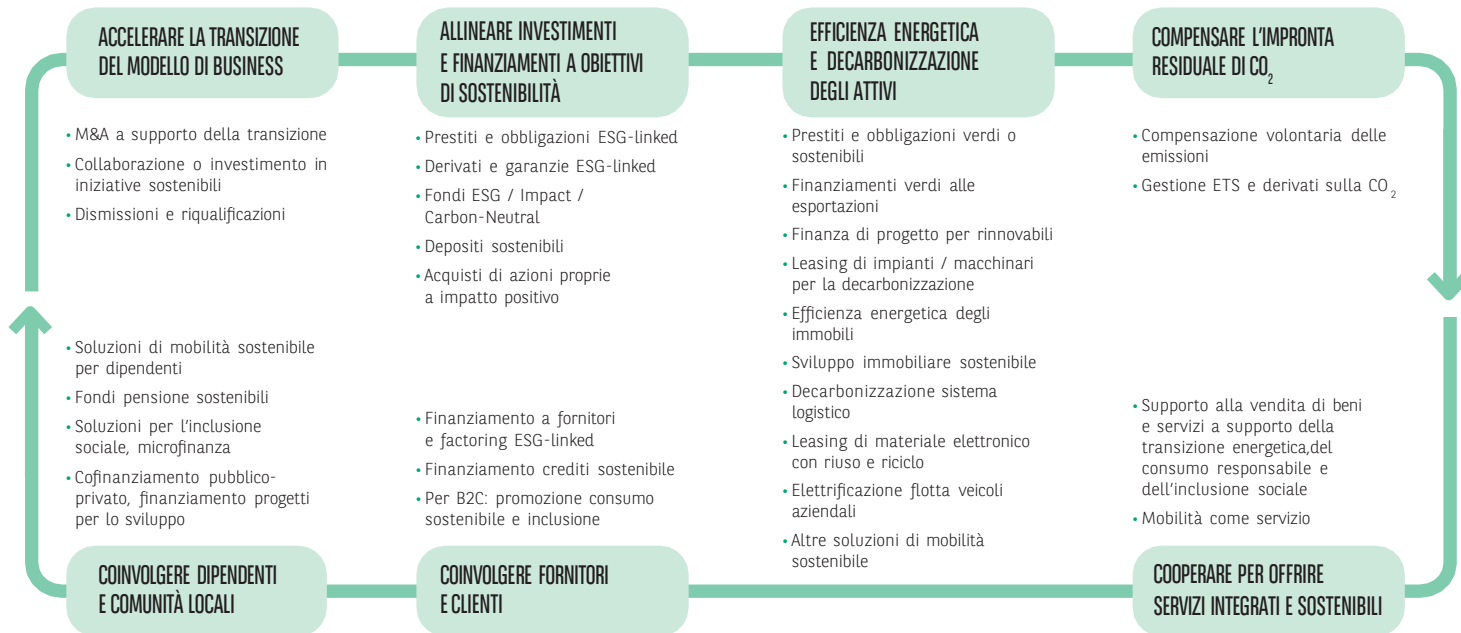 ACCELERARE LA TRANSIZIONE
DEL MODELLO DI BUSINESS
• M&A a supporto della transizione
• Collaborazione o investimento in
iniziative sostenibili
• Dismissioni e riqualificazioni
ALLINEARE INVESTIMENTI
E FINANZIAMENTI A OBIETTIVI
DI SOSTENIBILITÀ
• Prestiti e obbligazioni ESG-linked
• Derivati e garanzie ESG-linked
• Fondi ESG / Impact /
Carbon-Neutral
• Depositi sostenibili
• Acquisti di azioni proprie
a impatto positivo
EFFICIENZA ENERGETICA
E DECARBONIZZAZIONE
DEGLI ATTIVI
• Prestiti e obbligazioni verdi o
sostenibili
• Finanziamenti verdi alle
esportazioni
• Finanza di progetto per rinnovabili
• Leasing di impianti / macchinari
per la decarbonizzazione
• Efficienza energetica degli
immobili
• Sviluppo immobiliare sostenibile
• Decarbonizzazione sistema
logistico
• Leasing di materiale elettronico
con riuso e riciclo
• Elettrificazione flotta veicoli
aziendali
• Altre soluzioni di mobilità
sostenibile
COMPENSARE L'IMPRONTA
RESIDUALE DI CO₂
• Compensazione volontaria delle
emissioni
• Gestione ETS e derivati sulla CO₂
• Soluzioni di mobilità sostenibile
per dipendenti
• Fondi pensione sostenibili
• Soluzioni per l'inclusione
sociale, microfinanza
• Cofinanziamento pubblico-
privato, finanziamento progetti
per lo sviluppo
COINVOLGERE DIPENDENTI
E COMUNITÀ LOCALI
• Finanziamento a fornitori
e factoring ESG-linked
• Finanziamento crediti sostenibile
• Per B2C: promozione consumo
sostenibile e inclusione
COINVOLGERE FORNITORI
E CLIENTI
• Supporto alla vendita di beni
e servizi a supporto della
transizione energetica,del
consumo responsabile e
dell'inclusione sociale
• Mobilità come servizio
COOPERARE PER OFFRIRE
SERVIZI INTEGRATI E SOSTENIBILI